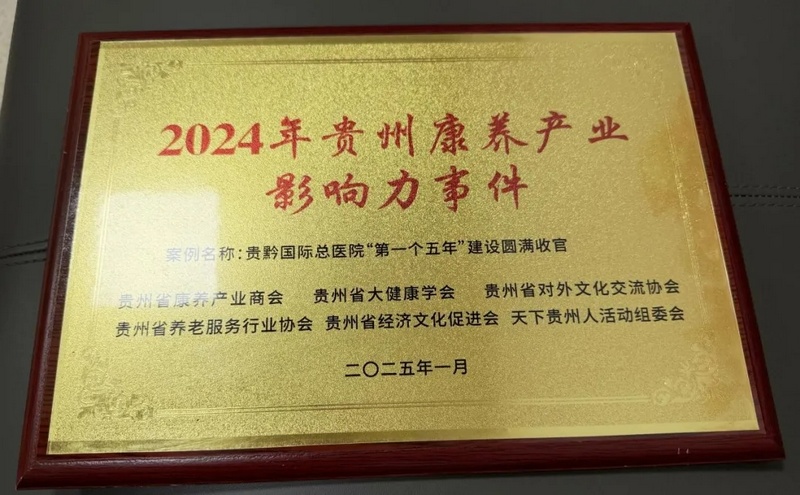 2024年贵州康养产业
影响力事件
案例名称:贵黔国际总医院“第一个五年”建设圆满收官
贵州省康养产业商会 贵州省大健康学会 贵州省对外文化交流协会
贵州省养老服务行业协会 贵州省经济文化促进会 天下贵州人活动组委会
二〇二五年一月